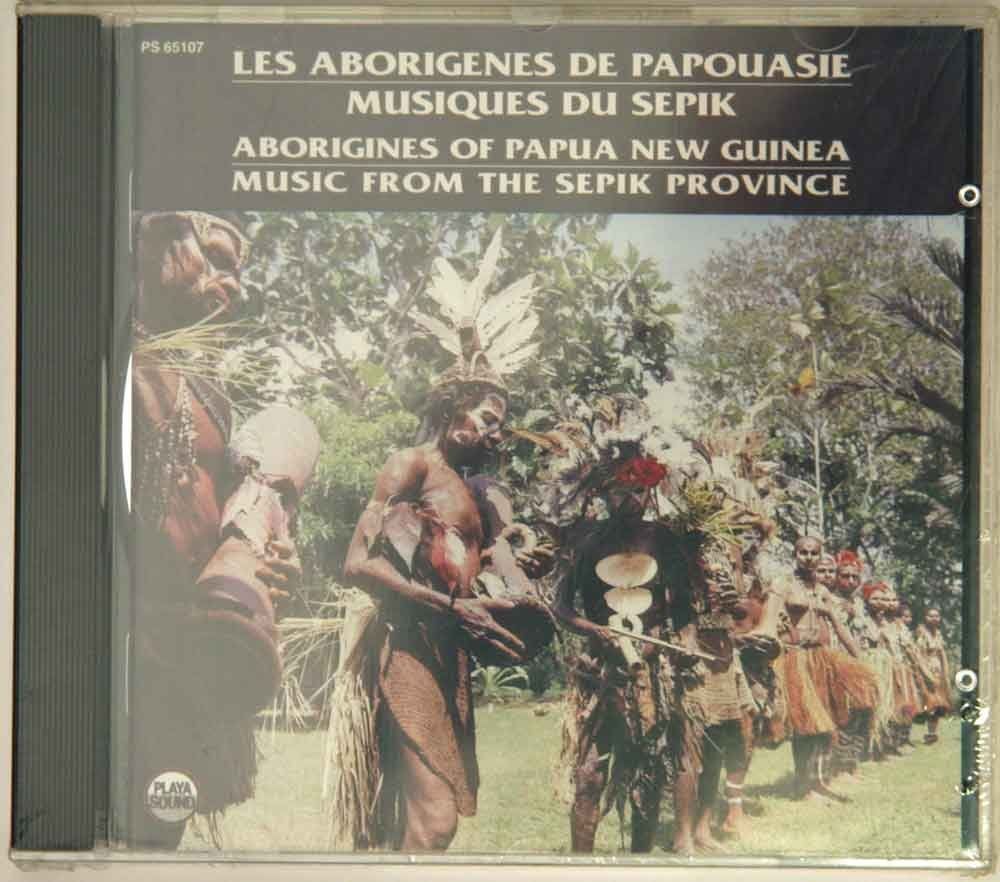 PS 65107
LES ABORIGENES DE PAPOUASIE
MUSIQUES DU SEPIK
ABORIGINES OF PAPUA NEW GUINEA
MUSIC FROM THE SEPIK PROVINCE
PLAYA
SOUND